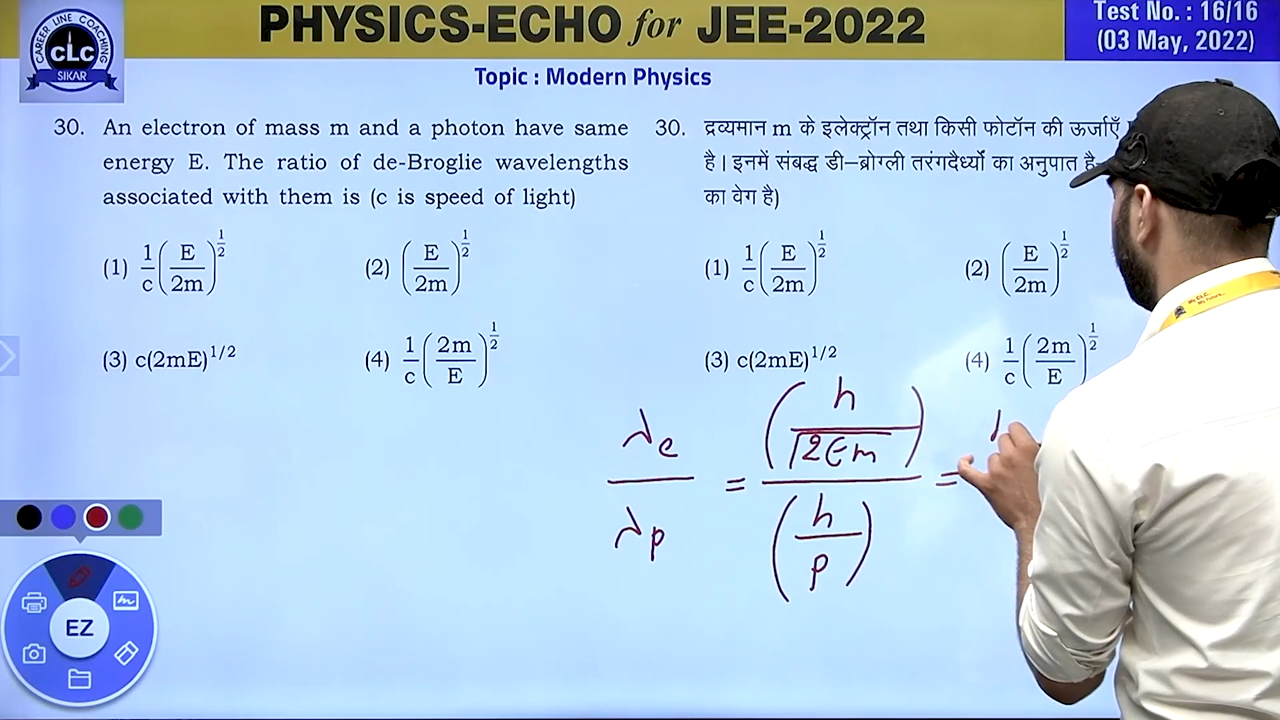 CAREER LINE COACHING
CLC
SIKAR
PHYSICS-ECHO for JEE-2022
Test No. : 16/16
(03 May, 2022)
Topic : Modern Physics
30. An electron of mass m and a photon have same
energy E. The ratio of de-Broglie wavelengths
associated with them is (c is speed of light)
(1) 1/c (E/2m)^1/2
(2) (E/2m)^1/2
(3) c(2mE)^1/2
(4) 1/c (2m/E)^1/2
30. द्रव्यमान m के इलेक्ट्रॉन तथा किसी फोटॉन की ऊर्जाएँ
है। इनमें संबद्ध डी–ब्रोग्ली तरंगदैर्ध्यों का अनुपात है–
का वेग है)
(1) 1/c (E/2m)^1/2
(2) (E/2m)^1/2
(3) c(2mE)^1/2
(4) 1/c (2m/E)^1/2
λe/λp = (h/√2Em)/(h/p) =
EZ
My CLC..
My Future...